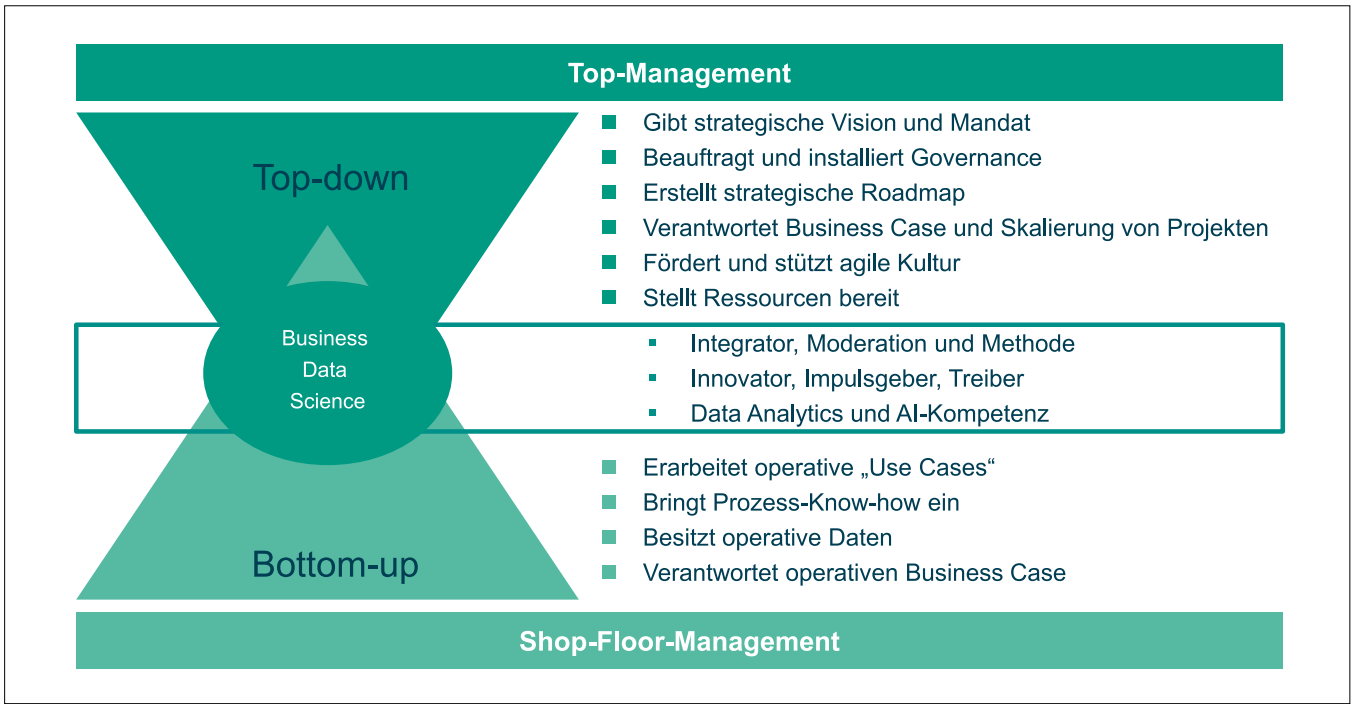 Top-Management
Top-down
Gibt strategische Vision und Mandat
Beauftragt und installiert Governance
Erstellt strategische Roadmap
Verantwortet Business Case und Skalierung von Projekten
Fördert und stützt agile Kultur
Stellt Ressourcen bereit
Business
Data
Science
Integrator, Moderation und Methode
Innovator, Impulsgeber, Treiber
Data Analytics und AI-Kompetenz
Bottom-up
Erarbeitet operative „Use Cases“
Bringt Prozess-Know-how ein
Besitzt operative Daten
Verantwortet operativen Business Case
Shop-Floor-Management